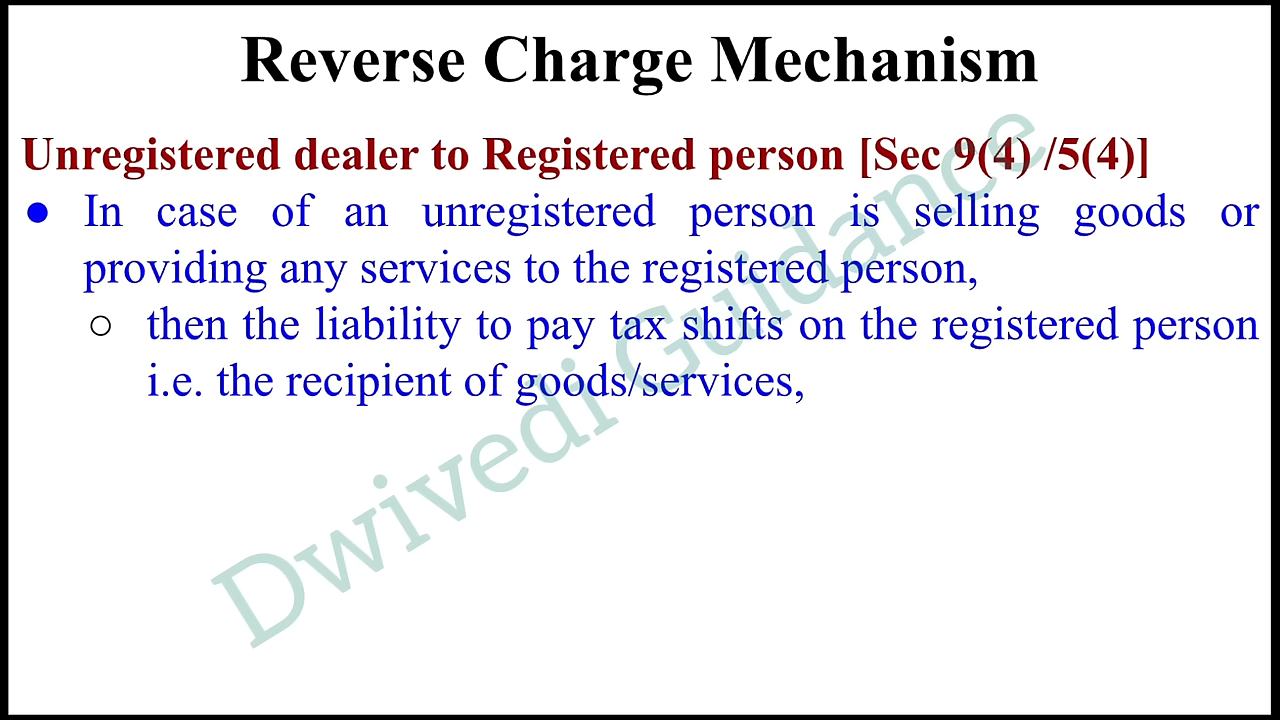 Reverse Charge Mechanism
Unregistered dealer to Registered person [Sec 9(4) /5(4)]
● In case of an unregistered person is selling goods or
providing any services to the registered person,
○ then the liability to pay tax shifts on the registered person
i.e. the recipient of goods/services,
Dwivedi Guidance